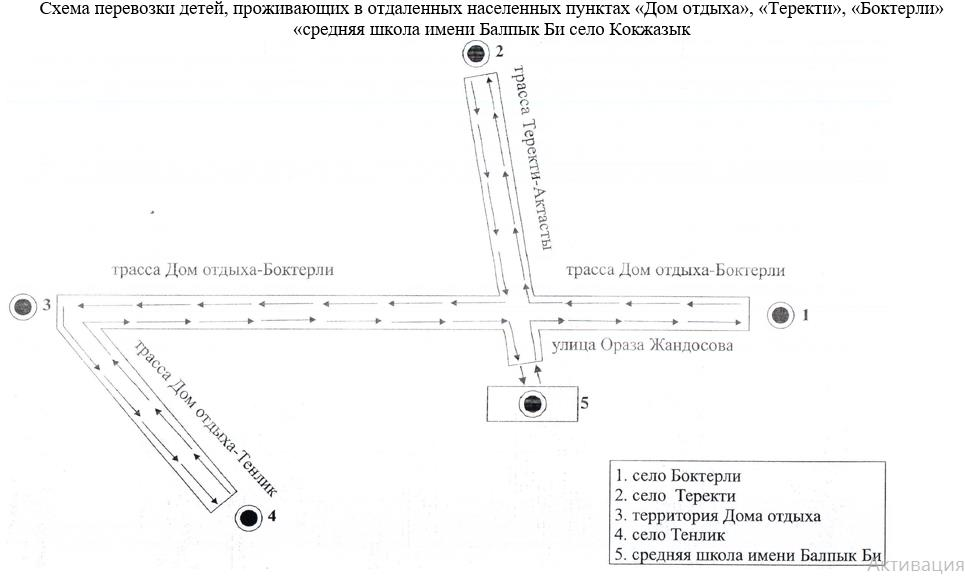 Схема перевозки детей, проживающих в отдаленных населенных пунктах «Дом отдыха», «Теректи», «Боктерли»
«средняя школа имени Балпык Би село Кокжазык
2
трасса Теректи-Актасты
трасса Дом отдыха-Боктерли
трасса Дом отдыха-Боктерли
3
1
улица Ораза Жандосова
трасса Дом отдыха-Тенлик
5
4
1. село Боктерли
2. село Теректи
3. территория Дома отдыха
4. село Тенлик
5. средняя школа имени Балпык Би
Активация